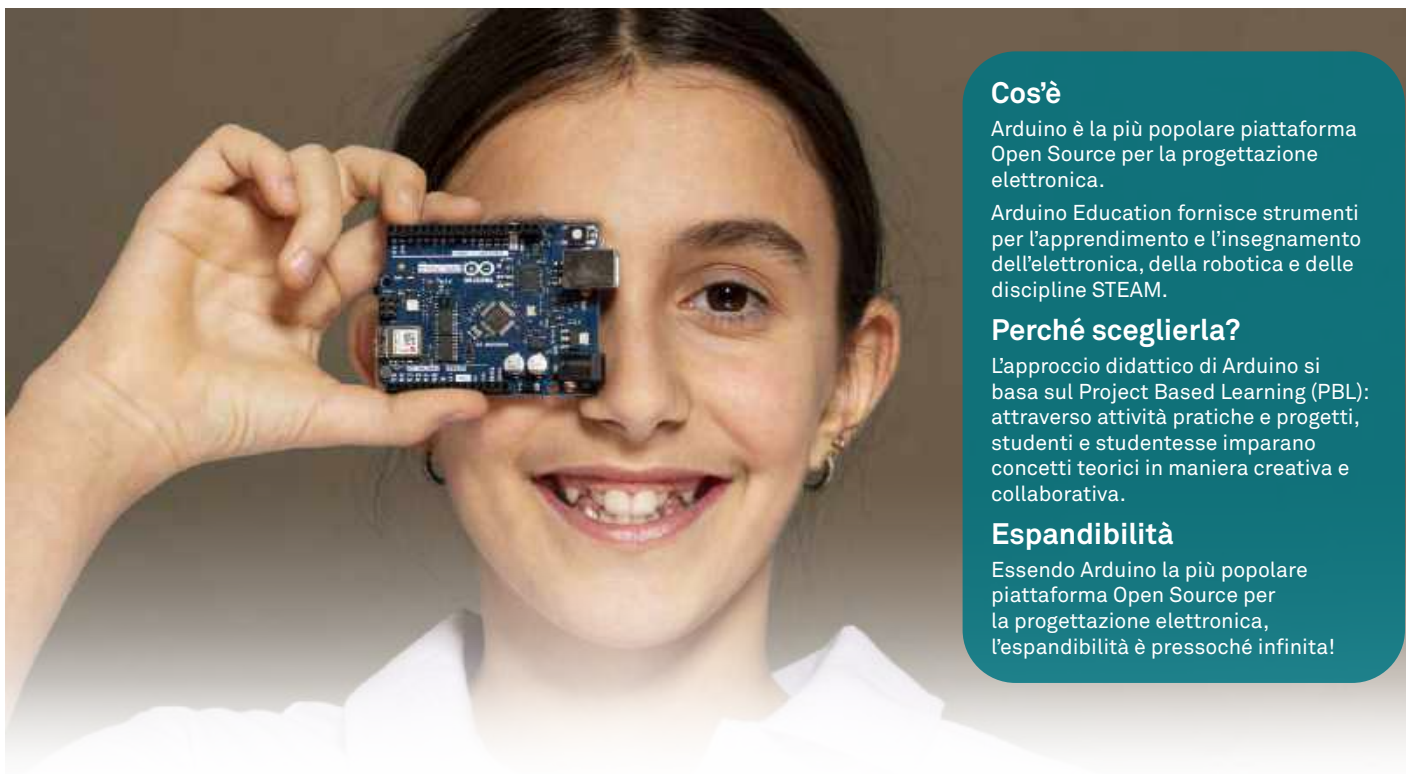 Cos'è
Arduino è la più popolare piattaforma
Open Source per la progettazione
elettronica.
Arduino Education fornisce strumenti
per l'apprendimento e l'insegnamento
dell'elettronica, della robotica e delle
discipline STEAM.
Perché sceglierla?
L'approccio didattico di Arduino si
basa sul Project Based Learning (PBL):
attraverso attività pratiche e progetti,
studenti e studentesse imparano
concetti teorici in maniera creativa e
collaborativa.
Espandibilità
Essendo Arduino la più popolare
piattaforma Open Source per
la progettazione elettronica,
l'espandibilità è pressoché infinita!